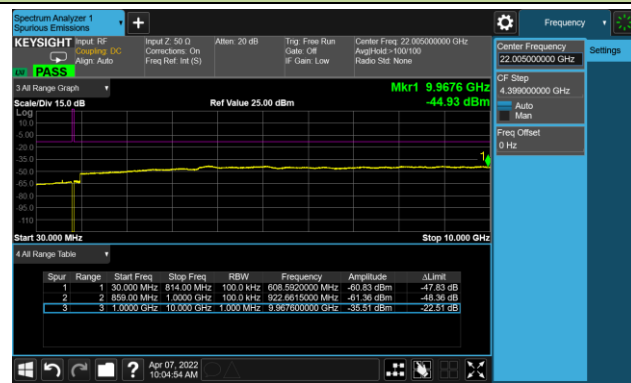 Spectrum Analyzer 1
Spurious Emissions
Frequency
KEYSIGHT
Input: RF
Coupling: DC
Align: Auto
Input Z: 50 Ω
Corrections: On
Freq Ref: Int (S)
Atten: 20 dB
Trig: Free Run
Gate: Off
IF Gain: Low
Center Freq: 22.005000000 GHz
Avg|Hold:>100/100
Radio Std: None
PASS
Center Frequency
22.005000000 GHz
Settings
CF Step
4.399000000 GHz
Auto
Man
Freq Offset
0 Hz
3 All Range Graph
Mkr1 9.9676 GHz
Scale/Div 15.0 dB
Ref Value 25.00 dBm
-44.93 dBm
Log
10.0
-5.00
-20.0
-35.0
-50.0
-65.0
-80.0
-95.0
-110
1
Start 30.000 MHz
Stop 10.000 GHz
4 All Range Table
Spur Range Start Freq Stop Freq RBW Frequency Amplitude ΔLimit
1 1 30.000 MHz 814.00 MHz 100.0 kHz 608.5920000 MHz -60.83 dBm -47.83 dB
2 2 859.00 MHz 1.0000 GHz 100.0 kHz 922.6615000 MHz -61.36 dBm -48.36 dB
3 3 1.0000 GHz 10.000 GHz 1.000 MHz 9.967600000 GHz -35.51 dBm -22.51 dB
Apr 07, 2022
10:04:54 AM